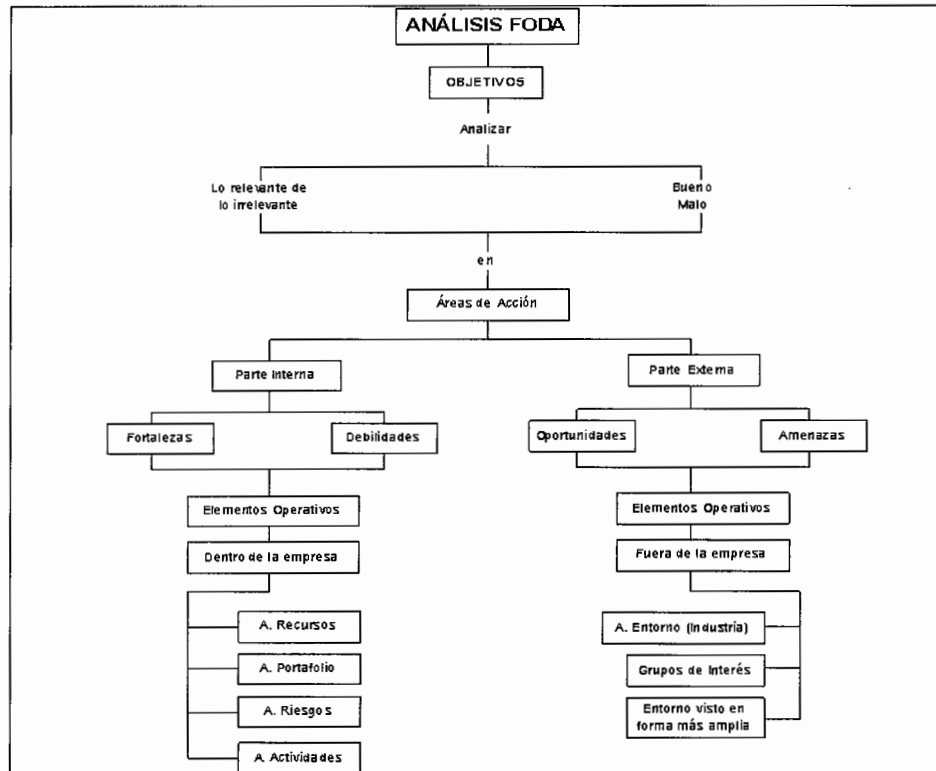 ANÁLISIS FODA
OBJETIVOS
Analizar
Lo relevante de
lo irrelevante
Bueno
Malo
en
Áreas de Acción
Parte Interna
Parte Externa
Fortalezas
Debilidades
Oportunidades
Amenazas
Elementos Operativos
Elementos Operativos
Dentro de la empresa
Fuera de la empresa
A. Recursos
A. Entorno (Industria)
A. Portafolio
Grupos de Interés
A. Riesgos
Entorno visto en
forma más amplia
A. Actividades